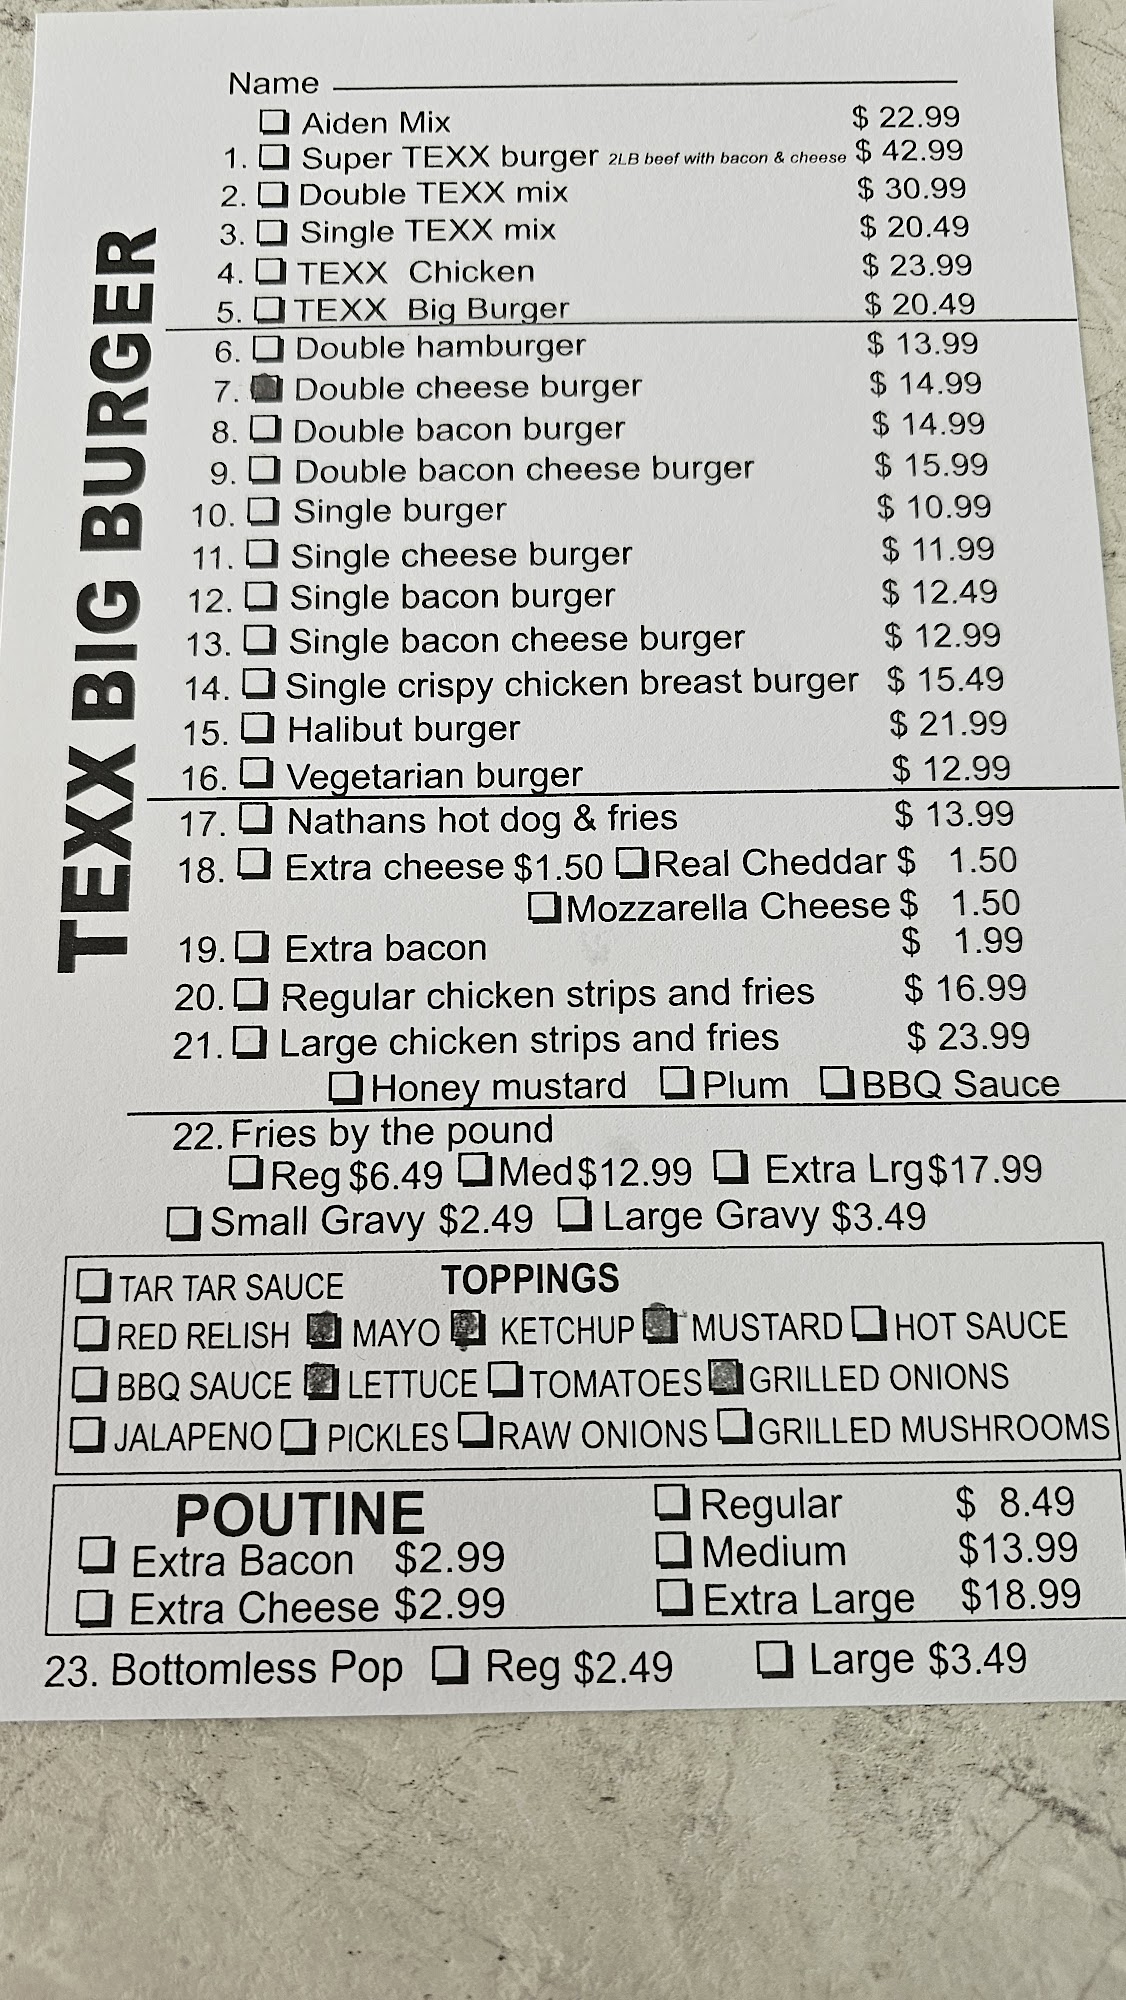 TEXX BIG BURGER
Name
Aiden Mix $ 22.99
1. Super TEXX burger 2LB beef with bacon & cheese $ 42.99
2. Double TEXX mix $ 30.99
3. Single TEXX mix $ 20.49
4. TEXX Chicken $ 23.99
5. TEXX Big Burger $ 20.49
6. Double hamburger $ 13.99
7. Double cheese burger $ 14.99
8. Double bacon burger $ 14.99
9. Double bacon cheese burger $ 15.99
10. Single burger $ 10.99
11. Single cheese burger $ 11.99
12. Single bacon burger $ 12.49
13. Single bacon cheese burger $ 12.99
14. Single crispy chicken breast burger $ 15.49
15. Halibut burger $ 21.99
16. Vegetarian burger $ 12.99
17. Nathans hot dog & fries $ 13.99
18. Extra cheese $1.50 Real Cheddar $ 1.50
Mozzarella Cheese $ 1.50
19. Extra bacon $ 1.99
20. Regular chicken strips and fries $ 16.99
21. Large chicken strips and fries $ 23.99
Honey mustard Plum BBQ Sauce
22. Fries by the pound
Reg $6.49 Med $12.99 Extra Lrg $17.99
Small Gravy $2.49 Large Gravy $3.49
TAR TAR SAUCE TOPPINGS
RED RELISH MAYO KETCHUP MUSTARD HOT SAUCE
BBQ SAUCE LETTUCE TOMATOES GRILLED ONIONS
JALAPENO PICKLES RAW ONIONS GRILLED MUSHROOMS
POUTINE Regular $ 8.49
Extra Bacon $2.99 Medium $13.99
Extra Cheese $2.99 Extra Large $18.99
23. Bottomless Pop Reg $2.49 Large $3.49